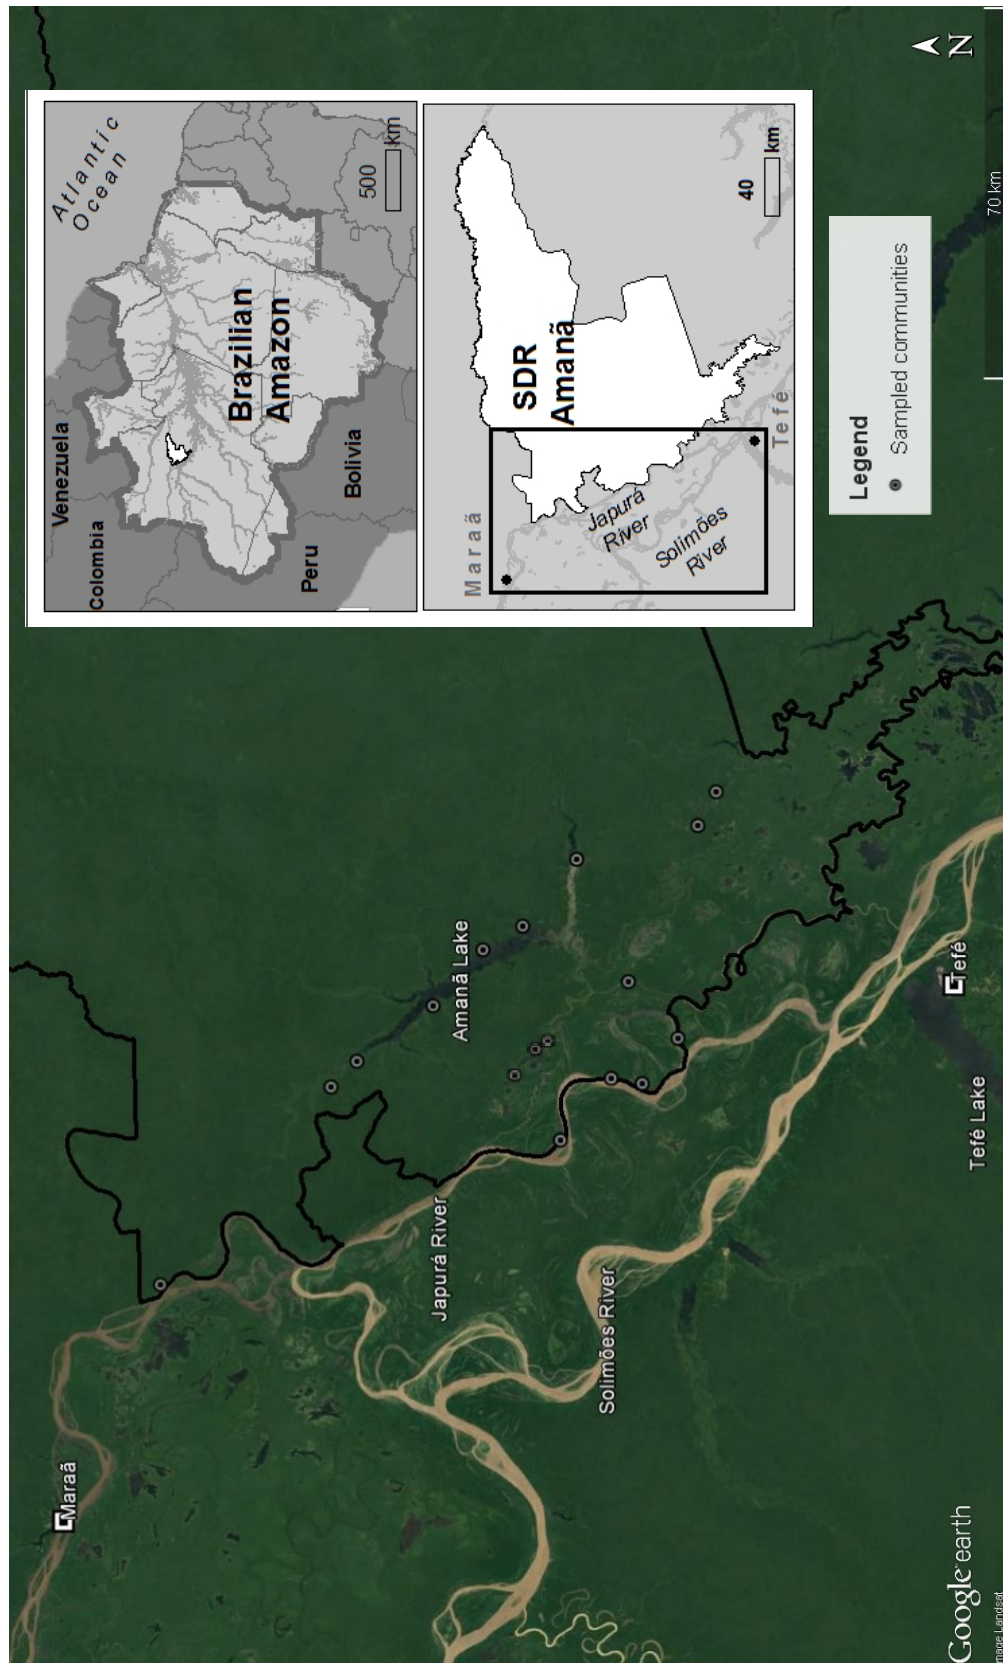 Atlantic
Ocean
Venezuela
Colombia
Brazilian
Amazon
Peru
Bolivia
500 km
Maraã
SDR
Amanã
Japurá
River
Solimões
River
Tefé
40 km
N
Legend
Sampled communities
70 km
Maraã
Amanã Lake
Japurá River
Solimões River
Tefé
Tefé Lake
Google earth
Landsat